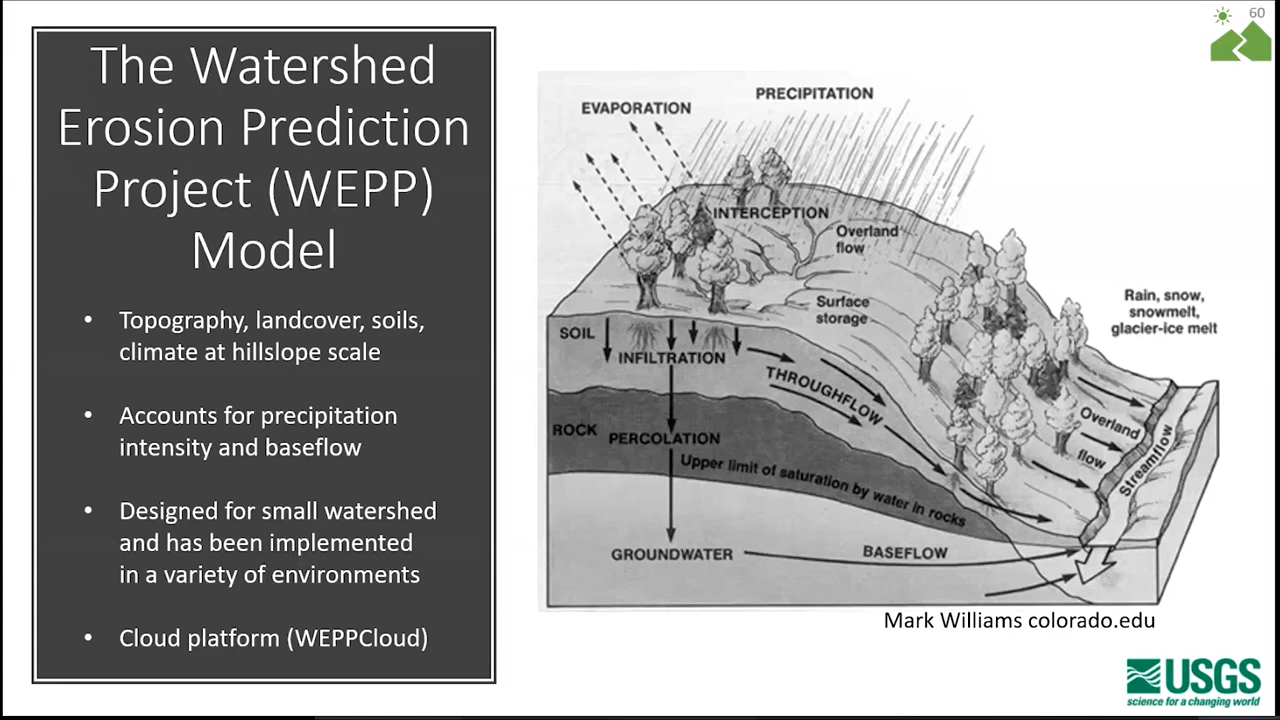 60
The Watershed
Erosion Prediction
Project (WEPP)
Model
• Topography, landcover, soils,
climate at hillslope scale
• Accounts for precipitation
intensity and baseflow
• Designed for small watershed
and has been implemented
in a variety of environments
• Cloud platform (WEPPCloud)
PRECIPITATION
EVAPORATION
INTERCEPTION
Overland
flow
Surface
storage
Rain, snow,
snowmelt,
glacier-ice melt
SOIL
INFILTRATION
THROUGHFLOW
Overland
flow
Streamflow
ROCK
PERCOLATION
Upper limit of saturation by water in rocks
GROUNDWATER
BASEFLOW
Mark Williams colorado.edu
USGS
science for a changing world